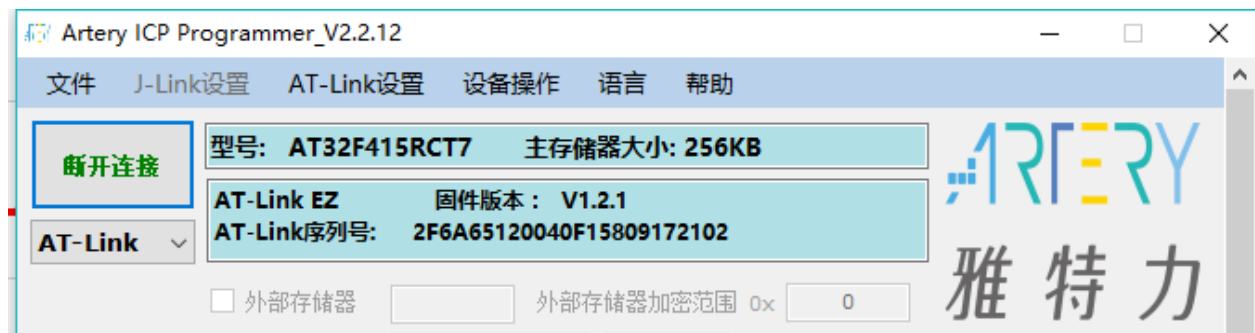 Artery ICP Programmer_V2.2.12
文件 J-Link设置 AT-Link设置 设备操作 语言 帮助
断开连接
型号: AT32F415RCT7 主存储器大小: 256KB
AT-Link EZ 固件版本： V1.2.1
AT-Link序列号: 2F6A65120040F15809172102
AT-Link
ARTERY
雅特力
外部存储器 外部存储器加密范围 0x 0